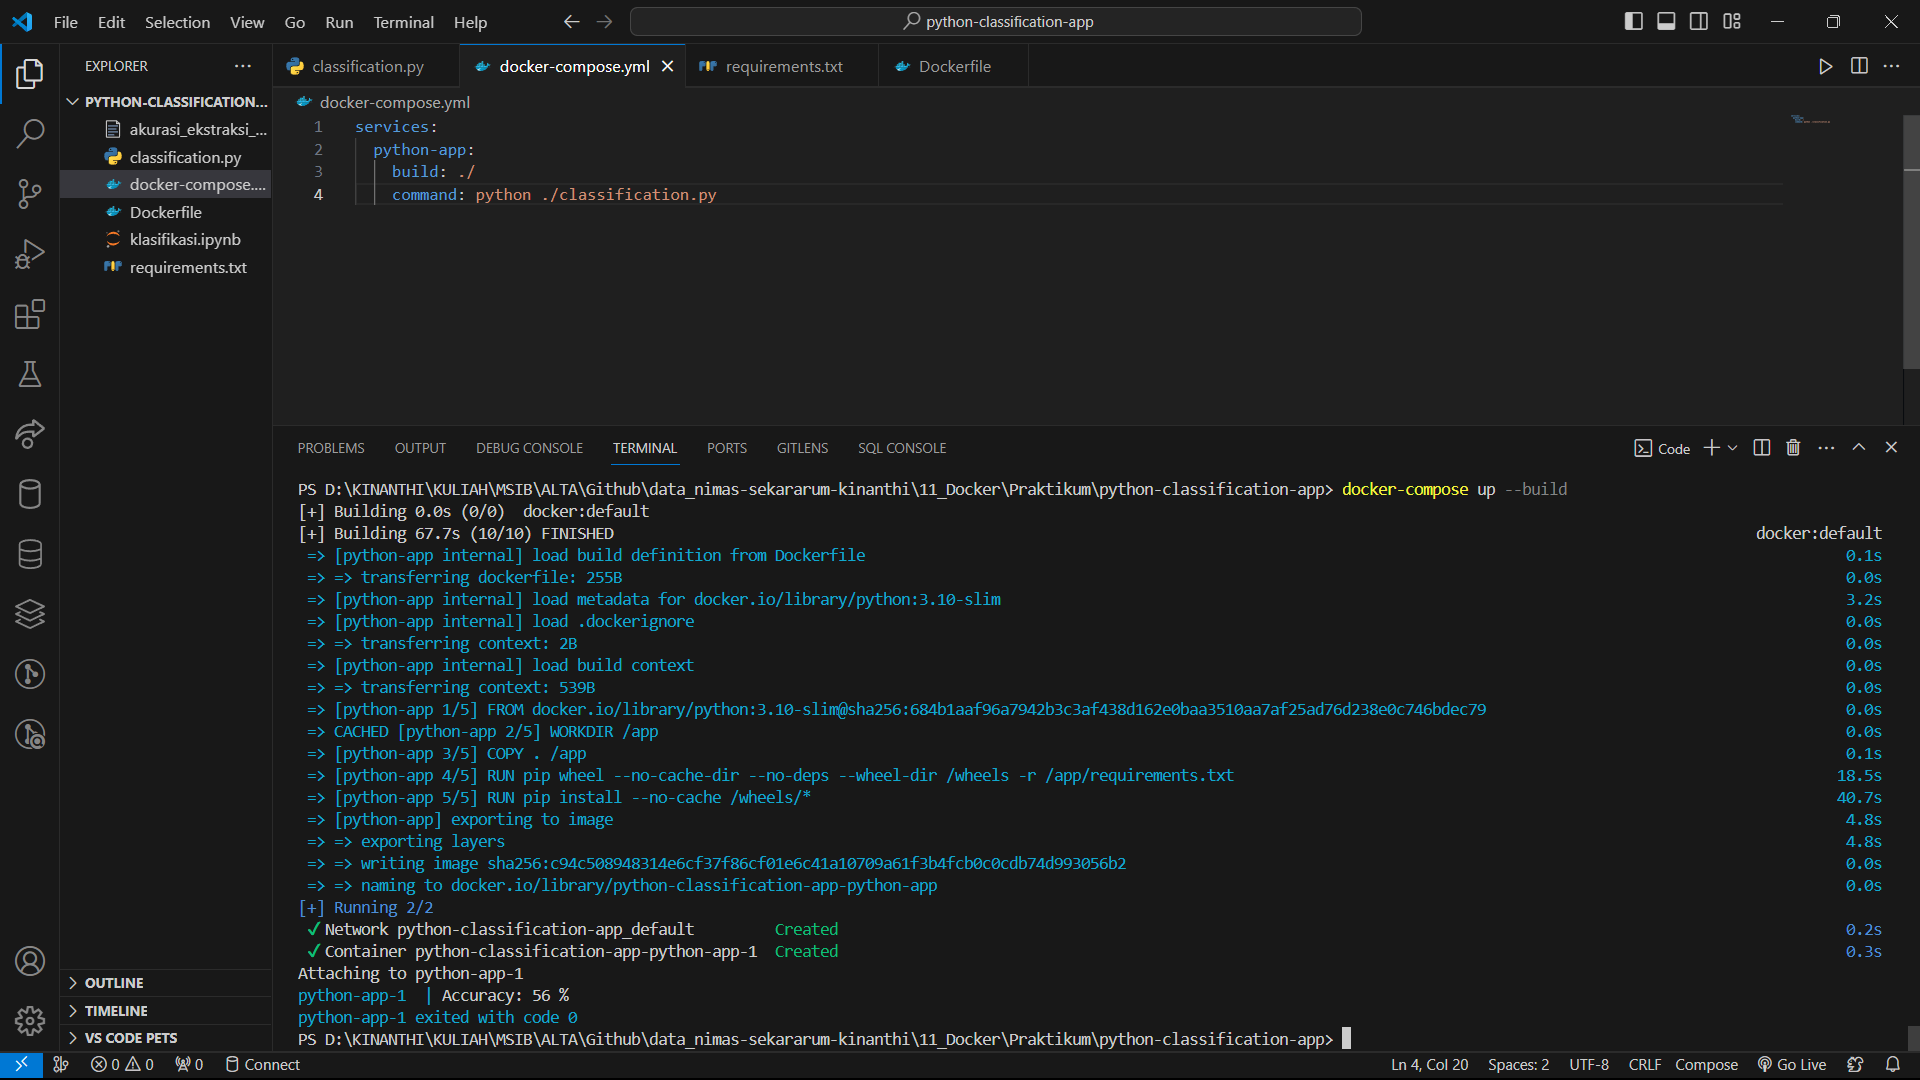 File Edit Selection View Go Run Terminal Help
python-classification-app
EXPLORER
PYTHON-CLASSIFICATION...
akurasi_ekstraksi_...
classification.py
docker-compose....
Dockerfile
klasifikasi.ipynb
requirements.txt
OUTLINE
TIMELINE
VS CODE PETS
classification.py docker-compose.yml requirements.txt Dockerfile
docker-compose.yml
1 services:
2 python-app:
3 build: ./
4 command: python ./classification.py
PROBLEMS OUTPUT DEBUG CONSOLE TERMINAL PORTS GITLENS SQL CONSOLE
Code
PS D:\KINANTHI\KULIAH\MSIB\ALTA\Github\data_nimas-sekararum-kinanthi\11_Docker\Praktikum\python-classification-app> docker-compose up --build
[+] Building 0.0s (0/0) docker:default
[+] Building 67.7s (10/10) FINISHED docker:default
=> [python-app internal] load build definition from Dockerfile 0.1s
=> => transferring dockerfile: 255B 0.0s
=> [python-app internal] load metadata for docker.io/library/python:3.10-slim 3.2s
=> [python-app internal] load .dockerignore 0.0s
=> => transferring context: 2B 0.0s
=> [python-app internal] load build context 0.0s
=> => transferring context: 539B 0.0s
=> [python-app 1/5] FROM docker.io/library/python:3.10-slim@sha256:684b1aaf96a7942b3c3af438d162e0baa3510aa7af25ad76d238e0c746bdec79 0.0s
=> CACHED [python-app 2/5] WORKDIR /app 0.0s
=> [python-app 3/5] COPY . /app 0.1s
=> [python-app 4/5] RUN pip wheel --no-cache-dir --no-deps --wheel-dir /wheels -r /app/requirements.txt 18.5s
=> [python-app 5/5] RUN pip install --no-cache /wheels/* 40.7s
=> [python-app] exporting to image 4.8s
=> => exporting layers 4.8s
=> => writing image sha256:c94c508948314e6cf37f86cf01e6c41a10709a61f3b4fcb0c0cdb74d993056b2 0.0s
=> => naming to docker.io/library/python-classification-app-python-app 0.0s
[+] Running 2/2
✓ Network python-classification-app_default Created 0.2s
✓ Container python-classification-app-python-app-1 Created 0.3s
Attaching to python-app-1
python-app-1 | Accuracy: 56 %
python-app-1 exited with code 0
PS D:\KINANTHI\KULIAH\MSIB\ALTA\Github\data_nimas-sekararum-kinanthi\11_Docker\Praktikum\python-classification-app>
0 0 0 Connect Ln 4, Col 20 Spaces: 2 UTF-8 CRLF Compose Go Live